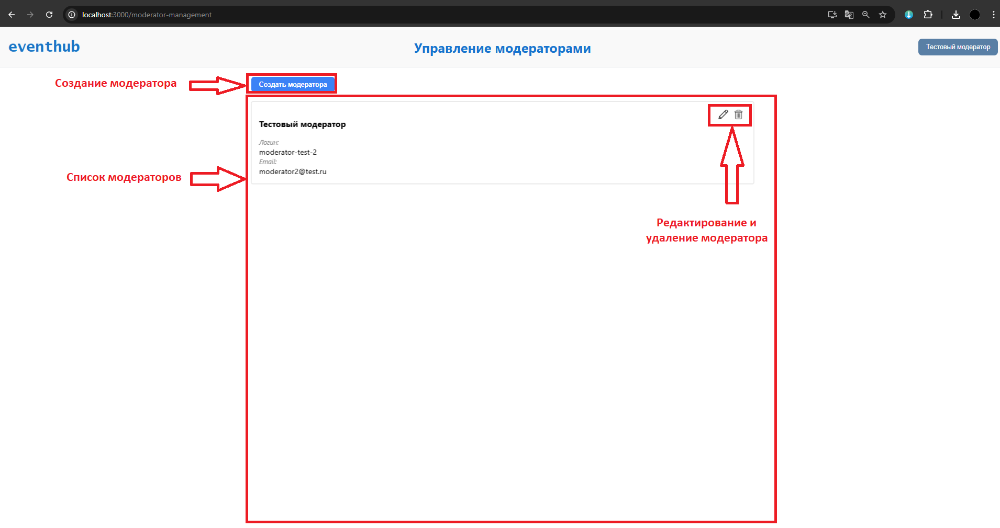 localhost:3000/moderator-management
eventhub
Управление модераторами
Тестовый модератор
Создание модератора
Создать модератора
Тестовый модератор
Логин:
moderator-test-2
Email:
moderator2@test.ru
Список модераторов
Редактирование и
удаление модератора